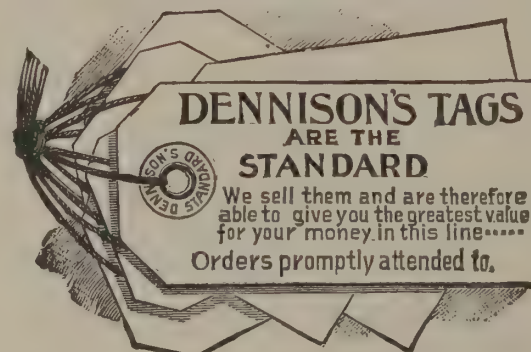 DENNISON'S TAGS
ARE THE
STANDARD
We sell them and are therefore
able to give you the greatest value
for your money in this line·····
Orders promptly attended to.
DENNISON'S STANDARD